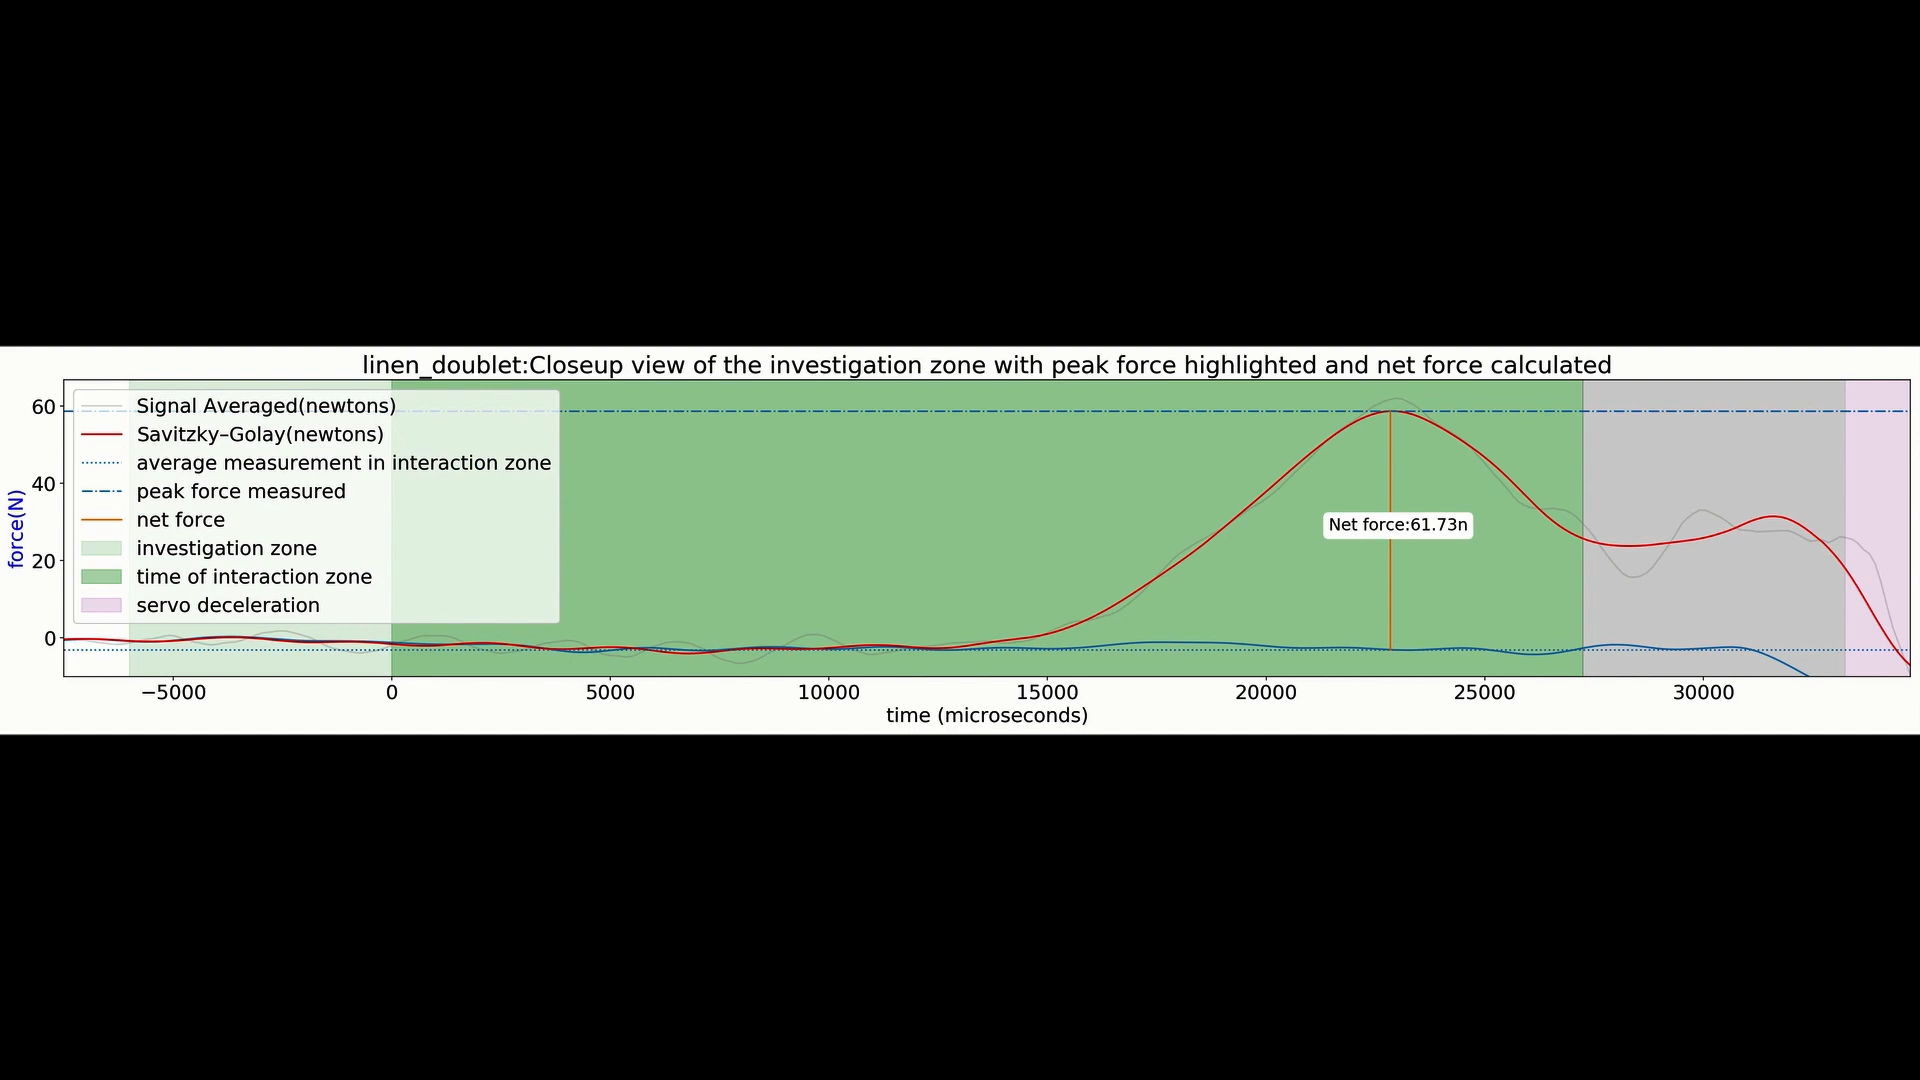 linen_doublet:Closeup view of the investigation zone with peak force highlighted and net force calculated
force(N)
60
40
20
0
Signal Averaged(newtons)
Savitzky–Golay(newtons)
average measurement in interaction zone
peak force measured
net force
investigation zone
time of interaction zone
servo deceleration
Net force:61.73n
−5000 0 5000 10000 15000 20000 25000 30000
time (microseconds)